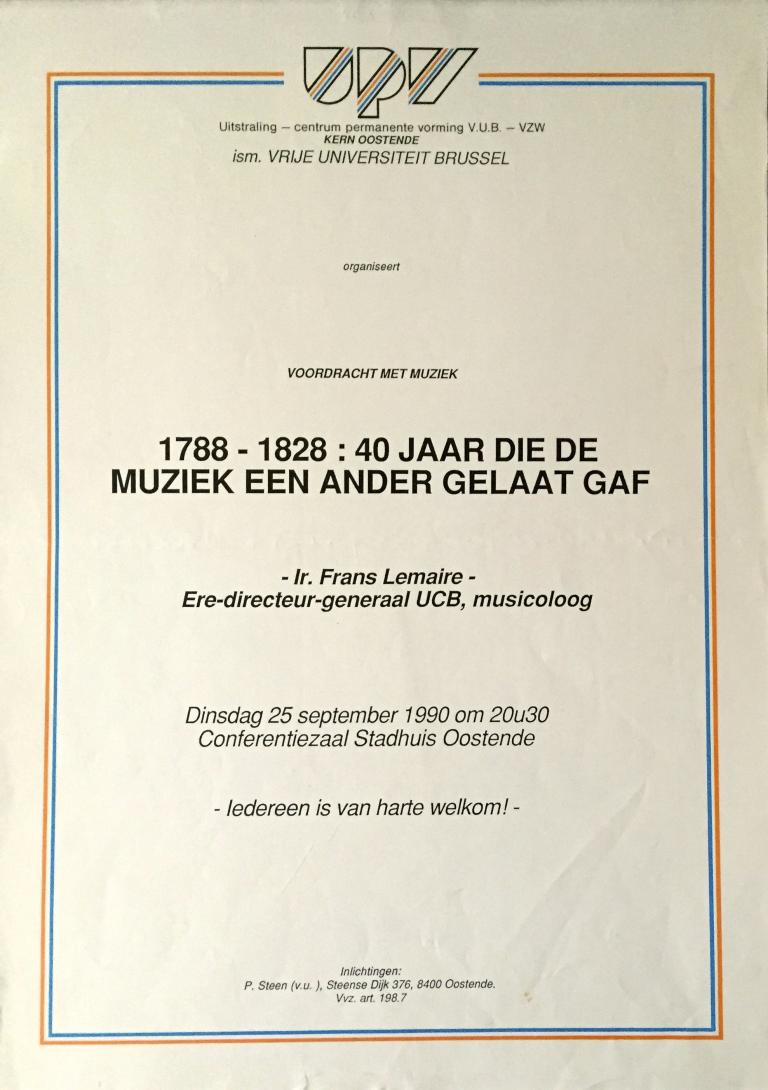 UPV
Uitstraling – centrum permanente vorming V.U.B. – VZW
KERN OOSTENDE
ism. VRIJE UNIVERSITEIT BRUSSEL
organiseert
VOORDRACHT MET MUZIEK
1788 - 1828 : 40 JAAR DIE DE
MUZIEK EEN ANDER GELAAT GAF
- Ir. Frans Lemaire -
Ere-directeur-generaal UCB, musicoloog
Dinsdag 25 september 1990 om 20u30
Conferentiezaal Stadhuis Oostende
- Iedereen is van harte welkom! -
Inlichtingen:
P. Steen (v.u. ), Steense Dijk 376, 8400 Oostende.
Vvz. art. 198.7